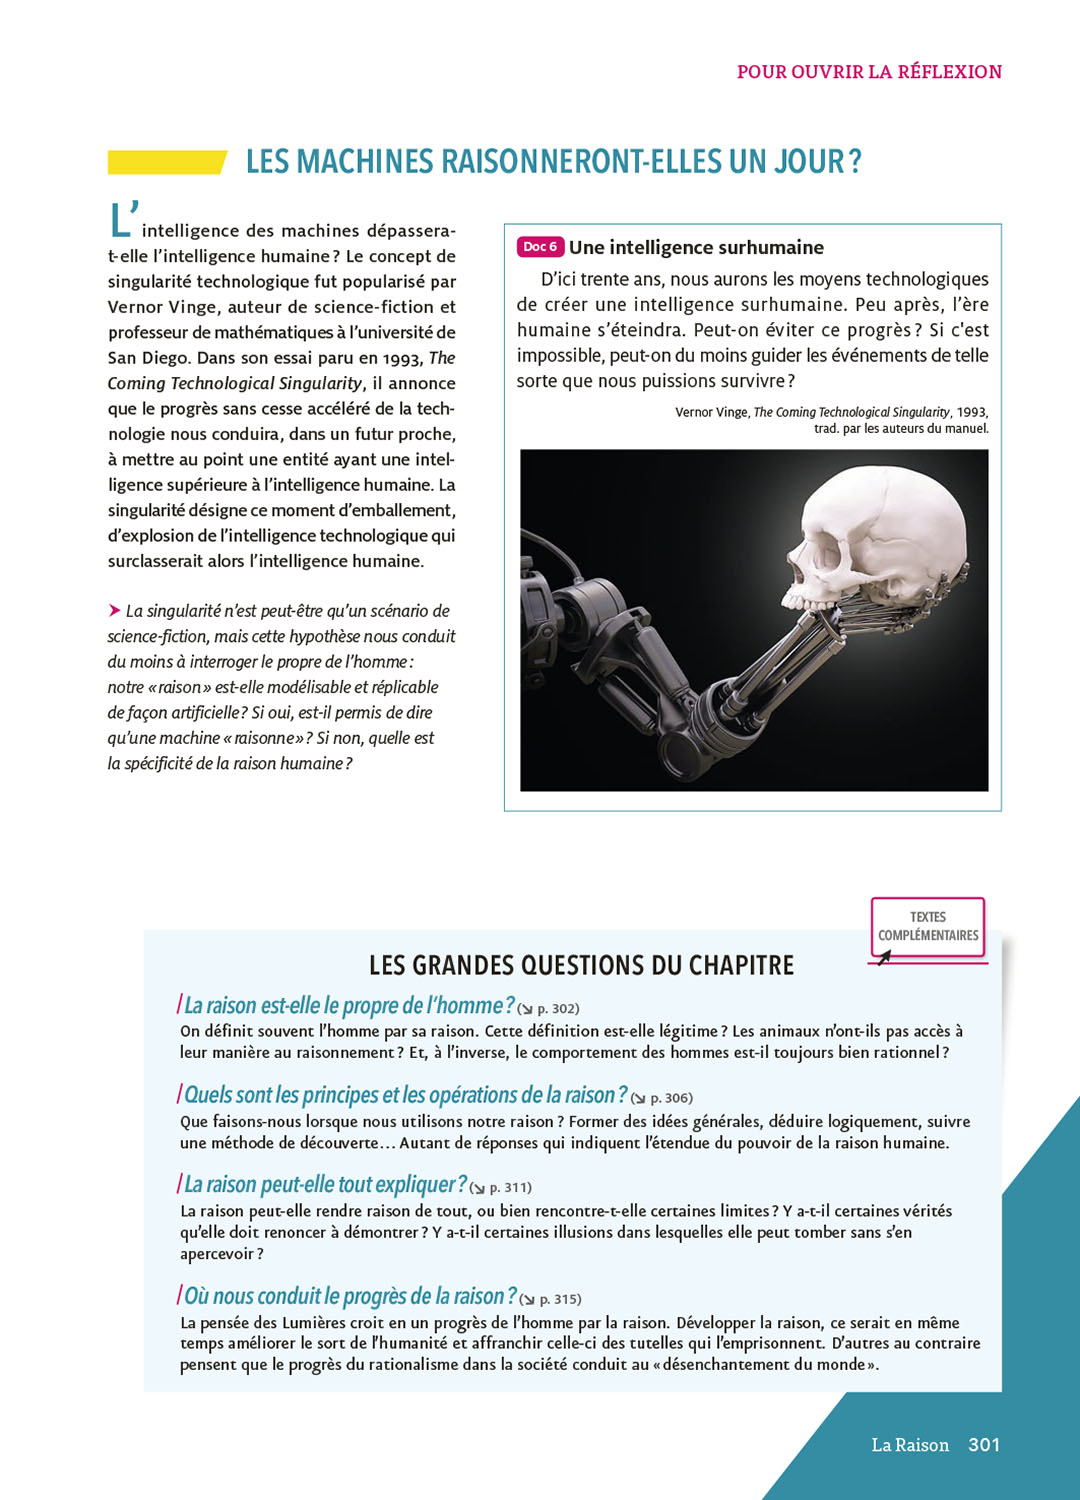 POUR OUVRIR LA RÉFLEXION
LES MACHINES RAISONNERONT-ELLES UN JOUR ?
L’intelligence des machines dépassera-
t-elle l’intelligence humaine ? Le concept de
singularité technologique fut popularisé par
Vernor Vinge, auteur de science-fiction et
professeur de mathématiques à l’université de
San Diego. Dans son essai paru en 1993, The
Coming Technological Singularity, il annonce
que le progrès sans cesse accéléré de la tech-
nologie nous conduira, dans un futur proche,
à mettre au point une entité ayant une intel-
ligence supérieure à l’intelligence humaine. La
singularité désigne ce moment d’emballement,
d’explosion de l’intelligence technologique qui
surclasserait alors l’intelligence humaine.
➤ La singularité n’est peut-être qu’un scénario de
science-fiction, mais cette hypothèse nous conduit
du moins à interroger le propre de l’homme :
notre « raison » est-elle modélisable et réplicable
de façon artificielle ? Si oui, est-il permis de dire
qu’une machine « raisonne » ? Si non, quelle est
la spécificité de la raison humaine ?
Doc 6 Une intelligence surhumaine
D’ici trente ans, nous aurons les moyens technologiques
de créer une intelligence surhumaine. Peu après, l’ère
humaine s’éteindra. Peut-on éviter ce progrès ? Si c'est
impossible, peut-on du moins guider les événements de telle
sorte que nous puissions survivre ?
Vernor Vinge, The Coming Technological Singularity, 1993,
trad. par les auteurs du manuel.
TEXTES
COMPLÉMENTAIRES
LES GRANDES QUESTIONS DU CHAPITRE
/La raison est-elle le propre de l’homme ? (↘ p. 302)
On définit souvent l’homme par sa raison. Cette définition est-elle légitime ? Les animaux n’ont-ils pas accès à
leur manière au raisonnement ? Et, à l’inverse, le comportement des hommes est-il toujours bien rationnel ?
/Quels sont les principes et les opérations de la raison ? (↘ p. 306)
Que faisons-nous lorsque nous utilisons notre raison ? Former des idées générales, déduire logiquement, suivre
une méthode de découverte… Autant de réponses qui indiquent l’étendue du pouvoir de la raison humaine.
/La raison peut-elle tout expliquer ? (↘ p. 311)
La raison peut-elle rendre raison de tout, ou bien rencontre-t-elle certaines limites ? Y a-t-il certaines vérités
qu’elle doit renoncer à démontrer ? Y a-t-il certaines illusions dans lesquelles elle peut tomber sans s’en
apercevoir ?
/Où nous conduit le progrès de la raison ? (↘ p. 315)
La pensée des Lumières croit en un progrès de l’homme par la raison. Développer la raison, ce serait en même
temps améliorer le sort de l’humanité et affranchir celle-ci des tutelles qui l’emprisonnent. D’autres au contraire
pensent que le progrès du rationalisme dans la société conduit au « désenchantement du monde ».
La Raison 301